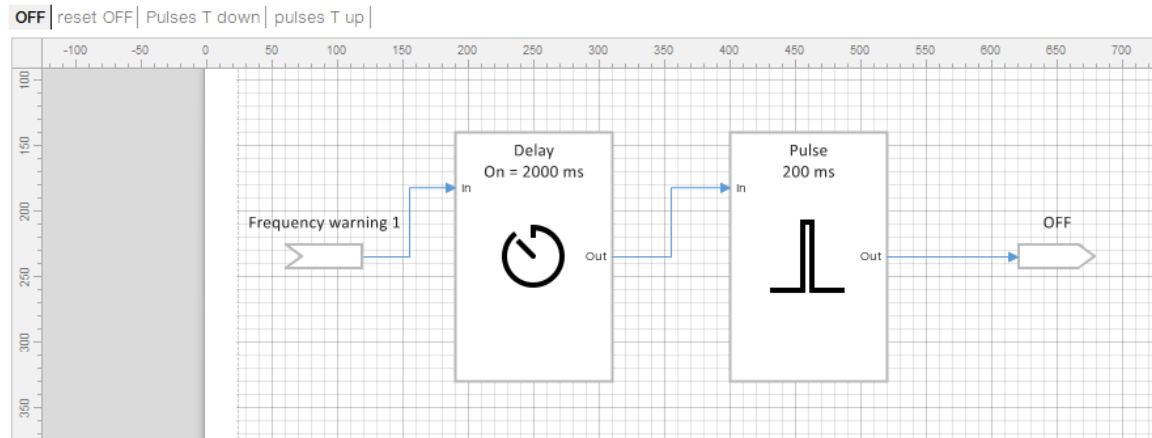 OFF reset OFF Pulses T down pulses T up
-100 -50 0 50 100 150 200 250 300 350 400 450 500 550 600 650 700
100
150
200
250
300
350
Delay
On = 2000 ms
In
Out
Pulse
200 ms
In
Out
Frequency warning 1
OFF